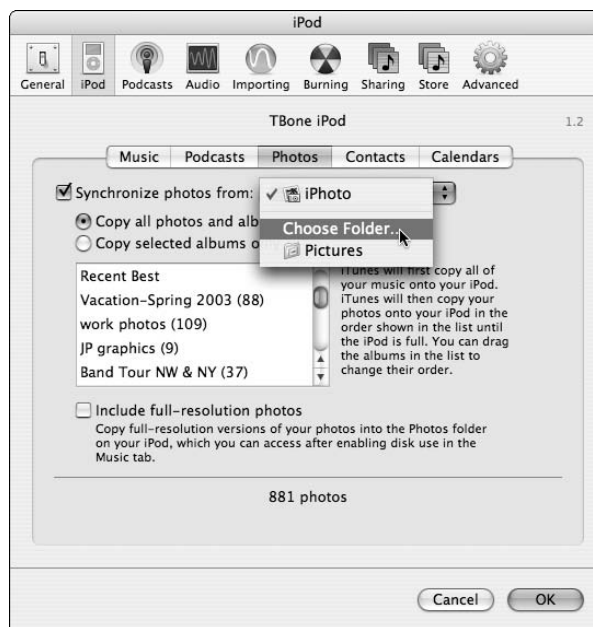 iPod
General iPod Podcasts Audio Importing Burning Sharing Store Advanced
TBone iPod 1.2
Music Podcasts Photos Contacts Calendars
Synchronize photos from: iPhoto
Copy all photos and alb
Choose Folder...
Copy selected albums o
Pictures
Recent Best
Vacation–Spring 2003 (88)
work photos (109)
JP graphics (9)
Band Tour NW & NY (37)
iTunes will first copy all of
your music onto your iPod.
iTunes will then copy your
photos onto your iPod in the
order shown in the list until
the iPod is full. You can drag
the albums in the list to
change their order.
Include full–resolution photos
Copy full–resolution versions of your photos into the Photos folder
on your iPod, which you can access after enabling disk use in the
Music tab.
881 photos
Cancel OK